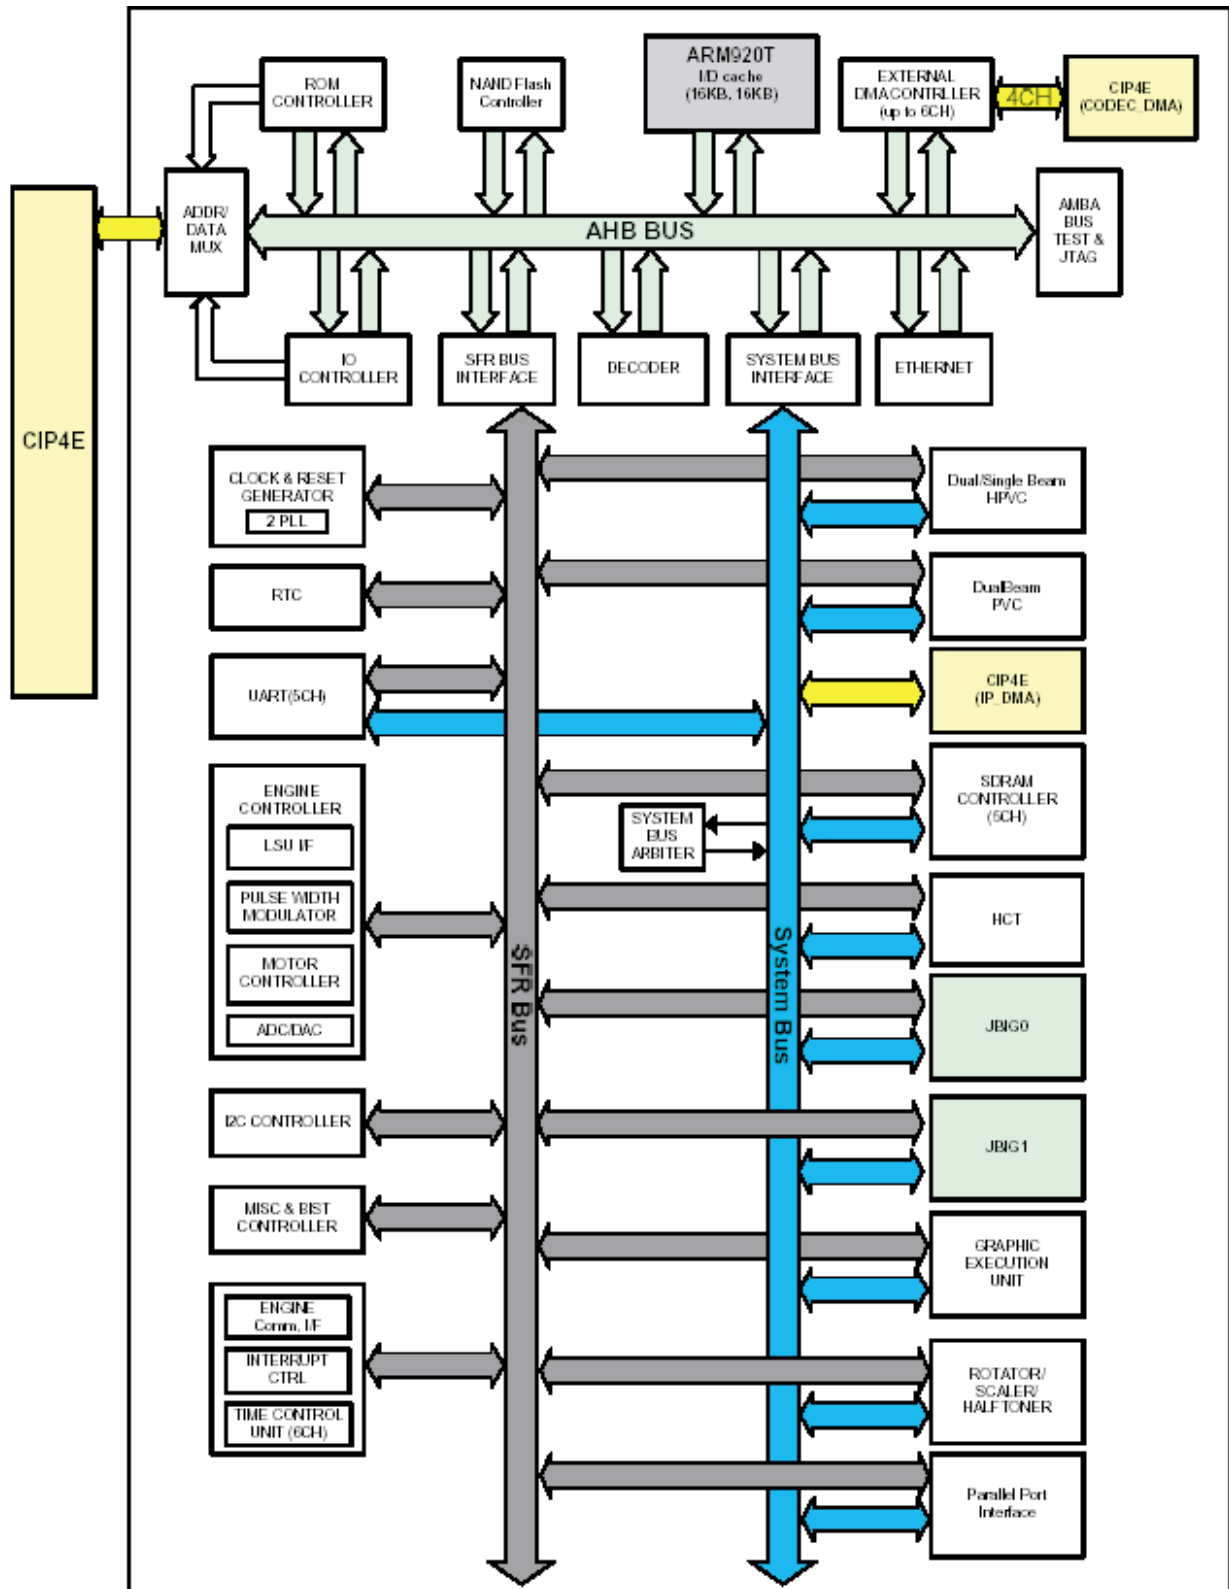 ROM
CONTROLLER
NAND Flash
Controller
ARM920T
I/D cache
(16KB, 16KB)
EXTERNAL
DMACONTRLLER
(up to 6CH)
4CH
CIP4E
(CODEC_DMA)
ADDR/
DATA
MUX
AHB BUS
AMBA
BUS
TEST &
JTAG
IO
CONTROLLER
SFR BUS
INTERFACE
DECODER
SYSTEM BUS
INTERFACE
ETHERNET
CIP4E
CLOCK & RESET
GENERATOR
2 PLL
RTC
UART(5CH)
ENGINE
CONTROLLER
LSU I/F
PULSE WIDTH
MODULATOR
MOTOR
CONTROLLER
ADC/DAC
I2C CONTROLLER
MISC & BIST
CONTROLLER
ENGINE
Comm, I/F
INTERRUPT
CTRL
TIME CONTROL
UNIT (6CH)
SFR Bus
SYSTEM
BUS
ARBITER
System Bus
Dual/Single Beam
HPVC
DualBeam
PVC
CIP4E
(IP_DMA)
SDRAM
CONTROLLER
(5CH)
HCT
JBIG0
JBIG1
GRAPHIC
EXECUTION
UNIT
ROTATOR/
SCALER/
HALFTONER
Parallel Port
Interface